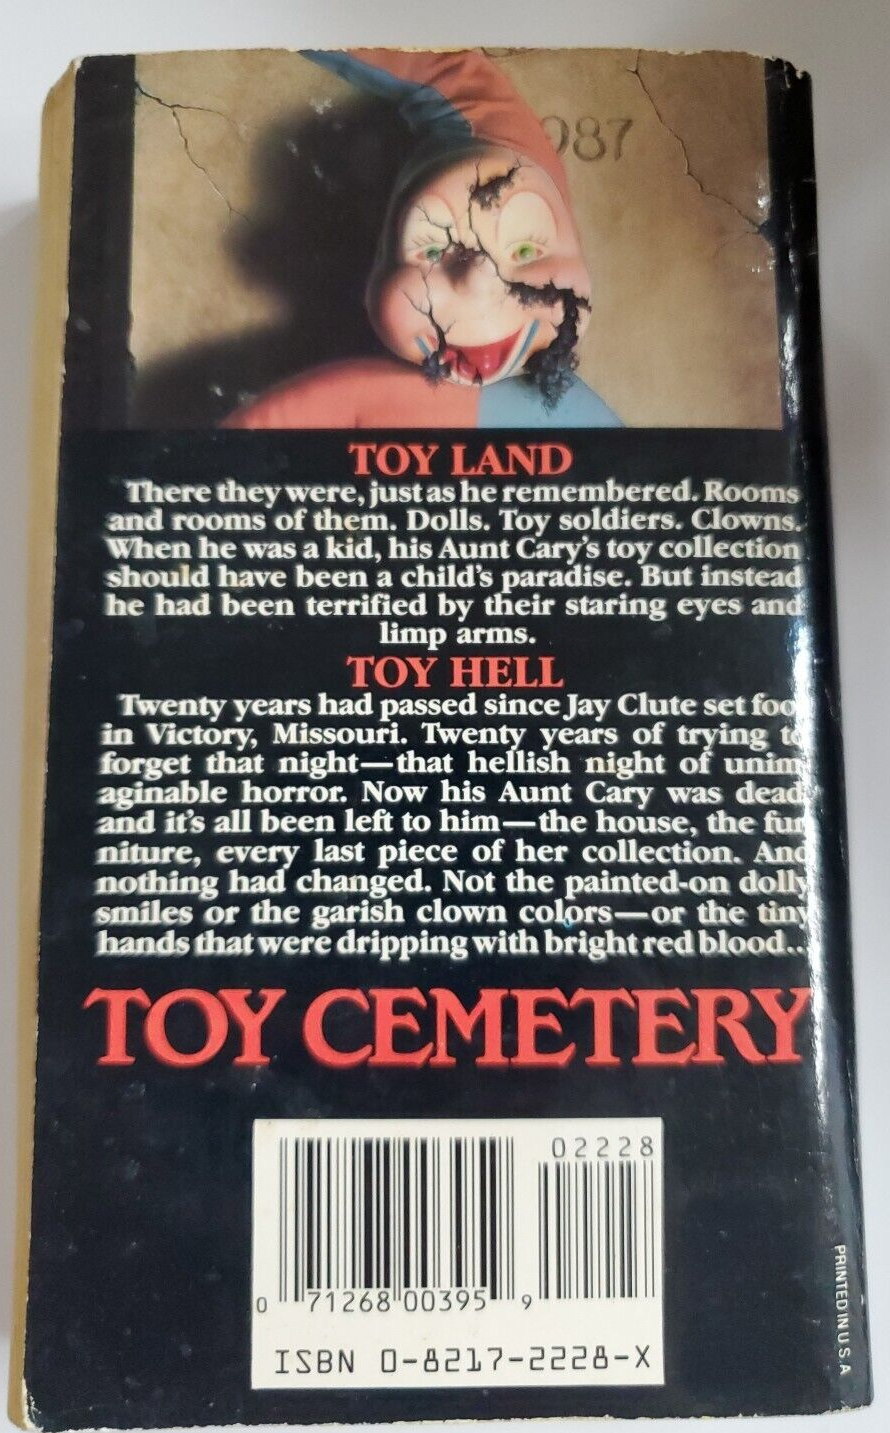 987
TOY LAND
There they were, just as he remembered. Rooms
and rooms of them. Dolls. Toy soldiers. Clowns.
When he was a kid, his Aunt Cary's toy collection
should have been a child's paradise. But instead
he had been terrified by their staring eyes and
limp arms.
TOY HELL
Twenty years had passed since Jay Clute set foo
in Victory, Missouri. Twenty years of trying to
forget that night—that hellish night of unim
aginable horror. Now his Aunt Cary was dead,
and it's all been left to him—the house, the fur
niture, every last piece of her collection. And
nothing had changed. Not the painted-on dolly
smiles or the garish clown colors—or the tiny
hands that were dripping with bright red blood...
TOY CEMETERY
02228
0 71268 00395 9
ISBN 0-8217-2228-X
PRINTED IN U S A